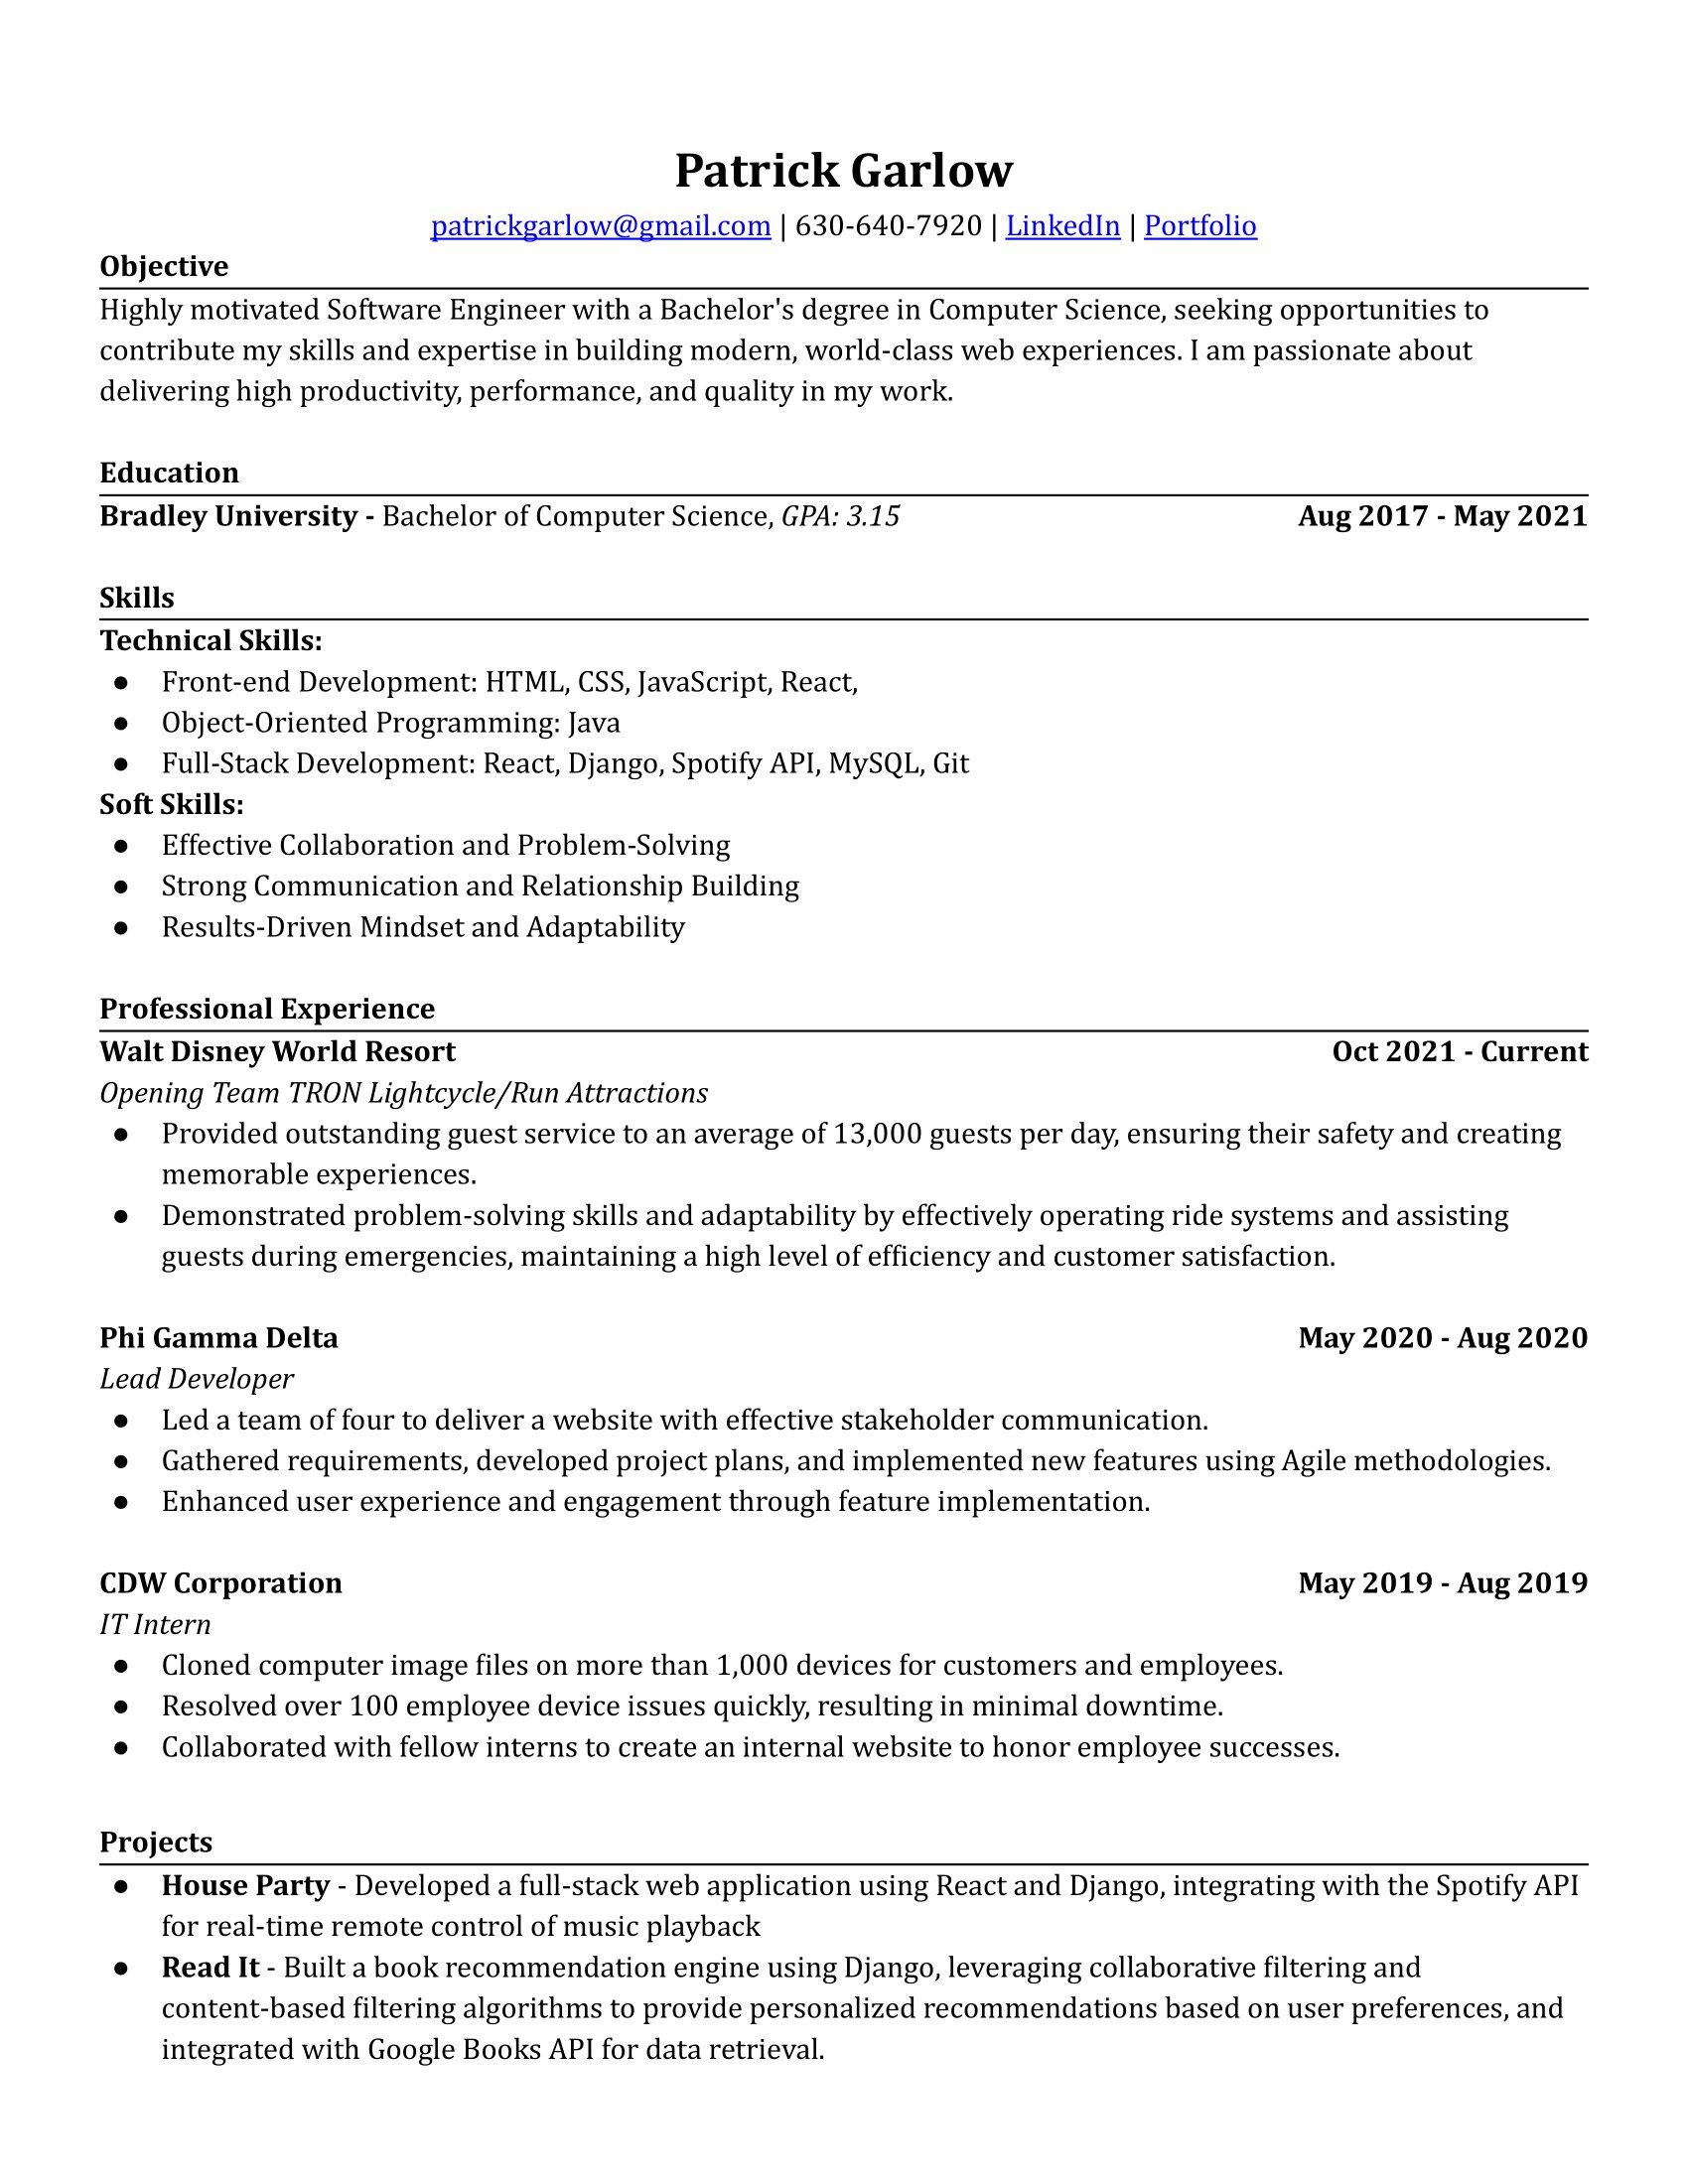 Patrick Garlow
patrickgarlow@gmail.com | 630-640-7920 | LinkedIn | Portfolio
Objective
Highly motivated Software Engineer with a Bachelor's degree in Computer Science, seeking opportunities to
contribute my skills and expertise in building modern, world-class web experiences. I am passionate about
delivering high productivity, performance, and quality in my work.
Education
Bradley University - Bachelor of Computer Science, GPA: 3.15 Aug 2017 - May 2021
Skills
Technical Skills:
● Front-end Development: HTML, CSS, JavaScript, React,
● Object-Oriented Programming: Java
● Full-Stack Development: React, Django, Spotify API, MySQL, Git
Soft Skills:
● Effective Collaboration and Problem-Solving
● Strong Communication and Relationship Building
● Results-Driven Mindset and Adaptability
Professional Experience
Walt Disney World Resort Oct 2021 - Current
Opening Team TRON Lightcycle/Run Attractions
● Provided outstanding guest service to an average of 13,000 guests per day, ensuring their safety and creating
memorable experiences.
● Demonstrated problem-solving skills and adaptability by effectively operating ride systems and assisting
guests during emergencies, maintaining a high level of efficiency and customer satisfaction.
Phi Gamma Delta May 2020 - Aug 2020
Lead Developer
● Led a team of four to deliver a website with effective stakeholder communication.
● Gathered requirements, developed project plans, and implemented new features using Agile methodologies.
● Enhanced user experience and engagement through feature implementation.
CDW Corporation May 2019 - Aug 2019
IT Intern
● Cloned computer image files on more than 1,000 devices for customers and employees.
● Resolved over 100 employee device issues quickly, resulting in minimal downtime.
● Collaborated with fellow interns to create an internal website to honor employee successes.
Projects
● House Party - Developed a full-stack web application using React and Django, integrating with the Spotify API
for real-time remote control of music playback
● Read It - Built a book recommendation engine using Django, leveraging collaborative filtering and
content-based filtering algorithms to provide personalized recommendations based on user preferences, and
integrated with Google Books API for data retrieval.